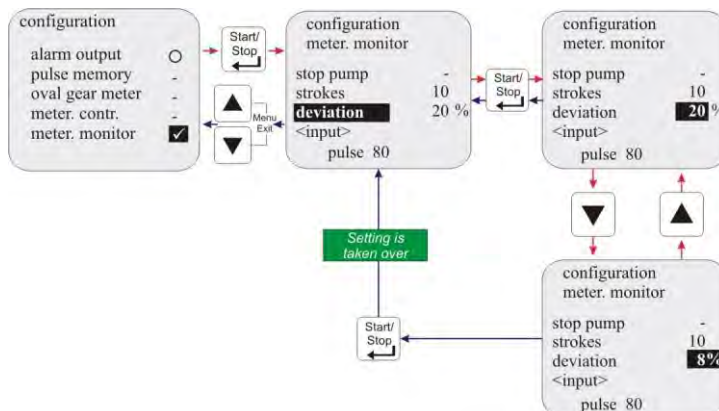 configuration
alarm output
pulse memory -
oval gear meter -
meter. contr. -
meter. monitor ✓
Start/
Stop
Menu
Exit
configuration
meter. monitor
stop pump -
strokes 10
deviation 20 %
<input>
pulse 80
Start/
Stop
configuration
meter. monitor
stop pump -
strokes 10
deviation 20 %
<input>
pulse 80
Setting is
taken over
Start/
Stop
configuration
meter. monitor
stop pump -
strokes 10
deviation 8%
<input>
pulse 80